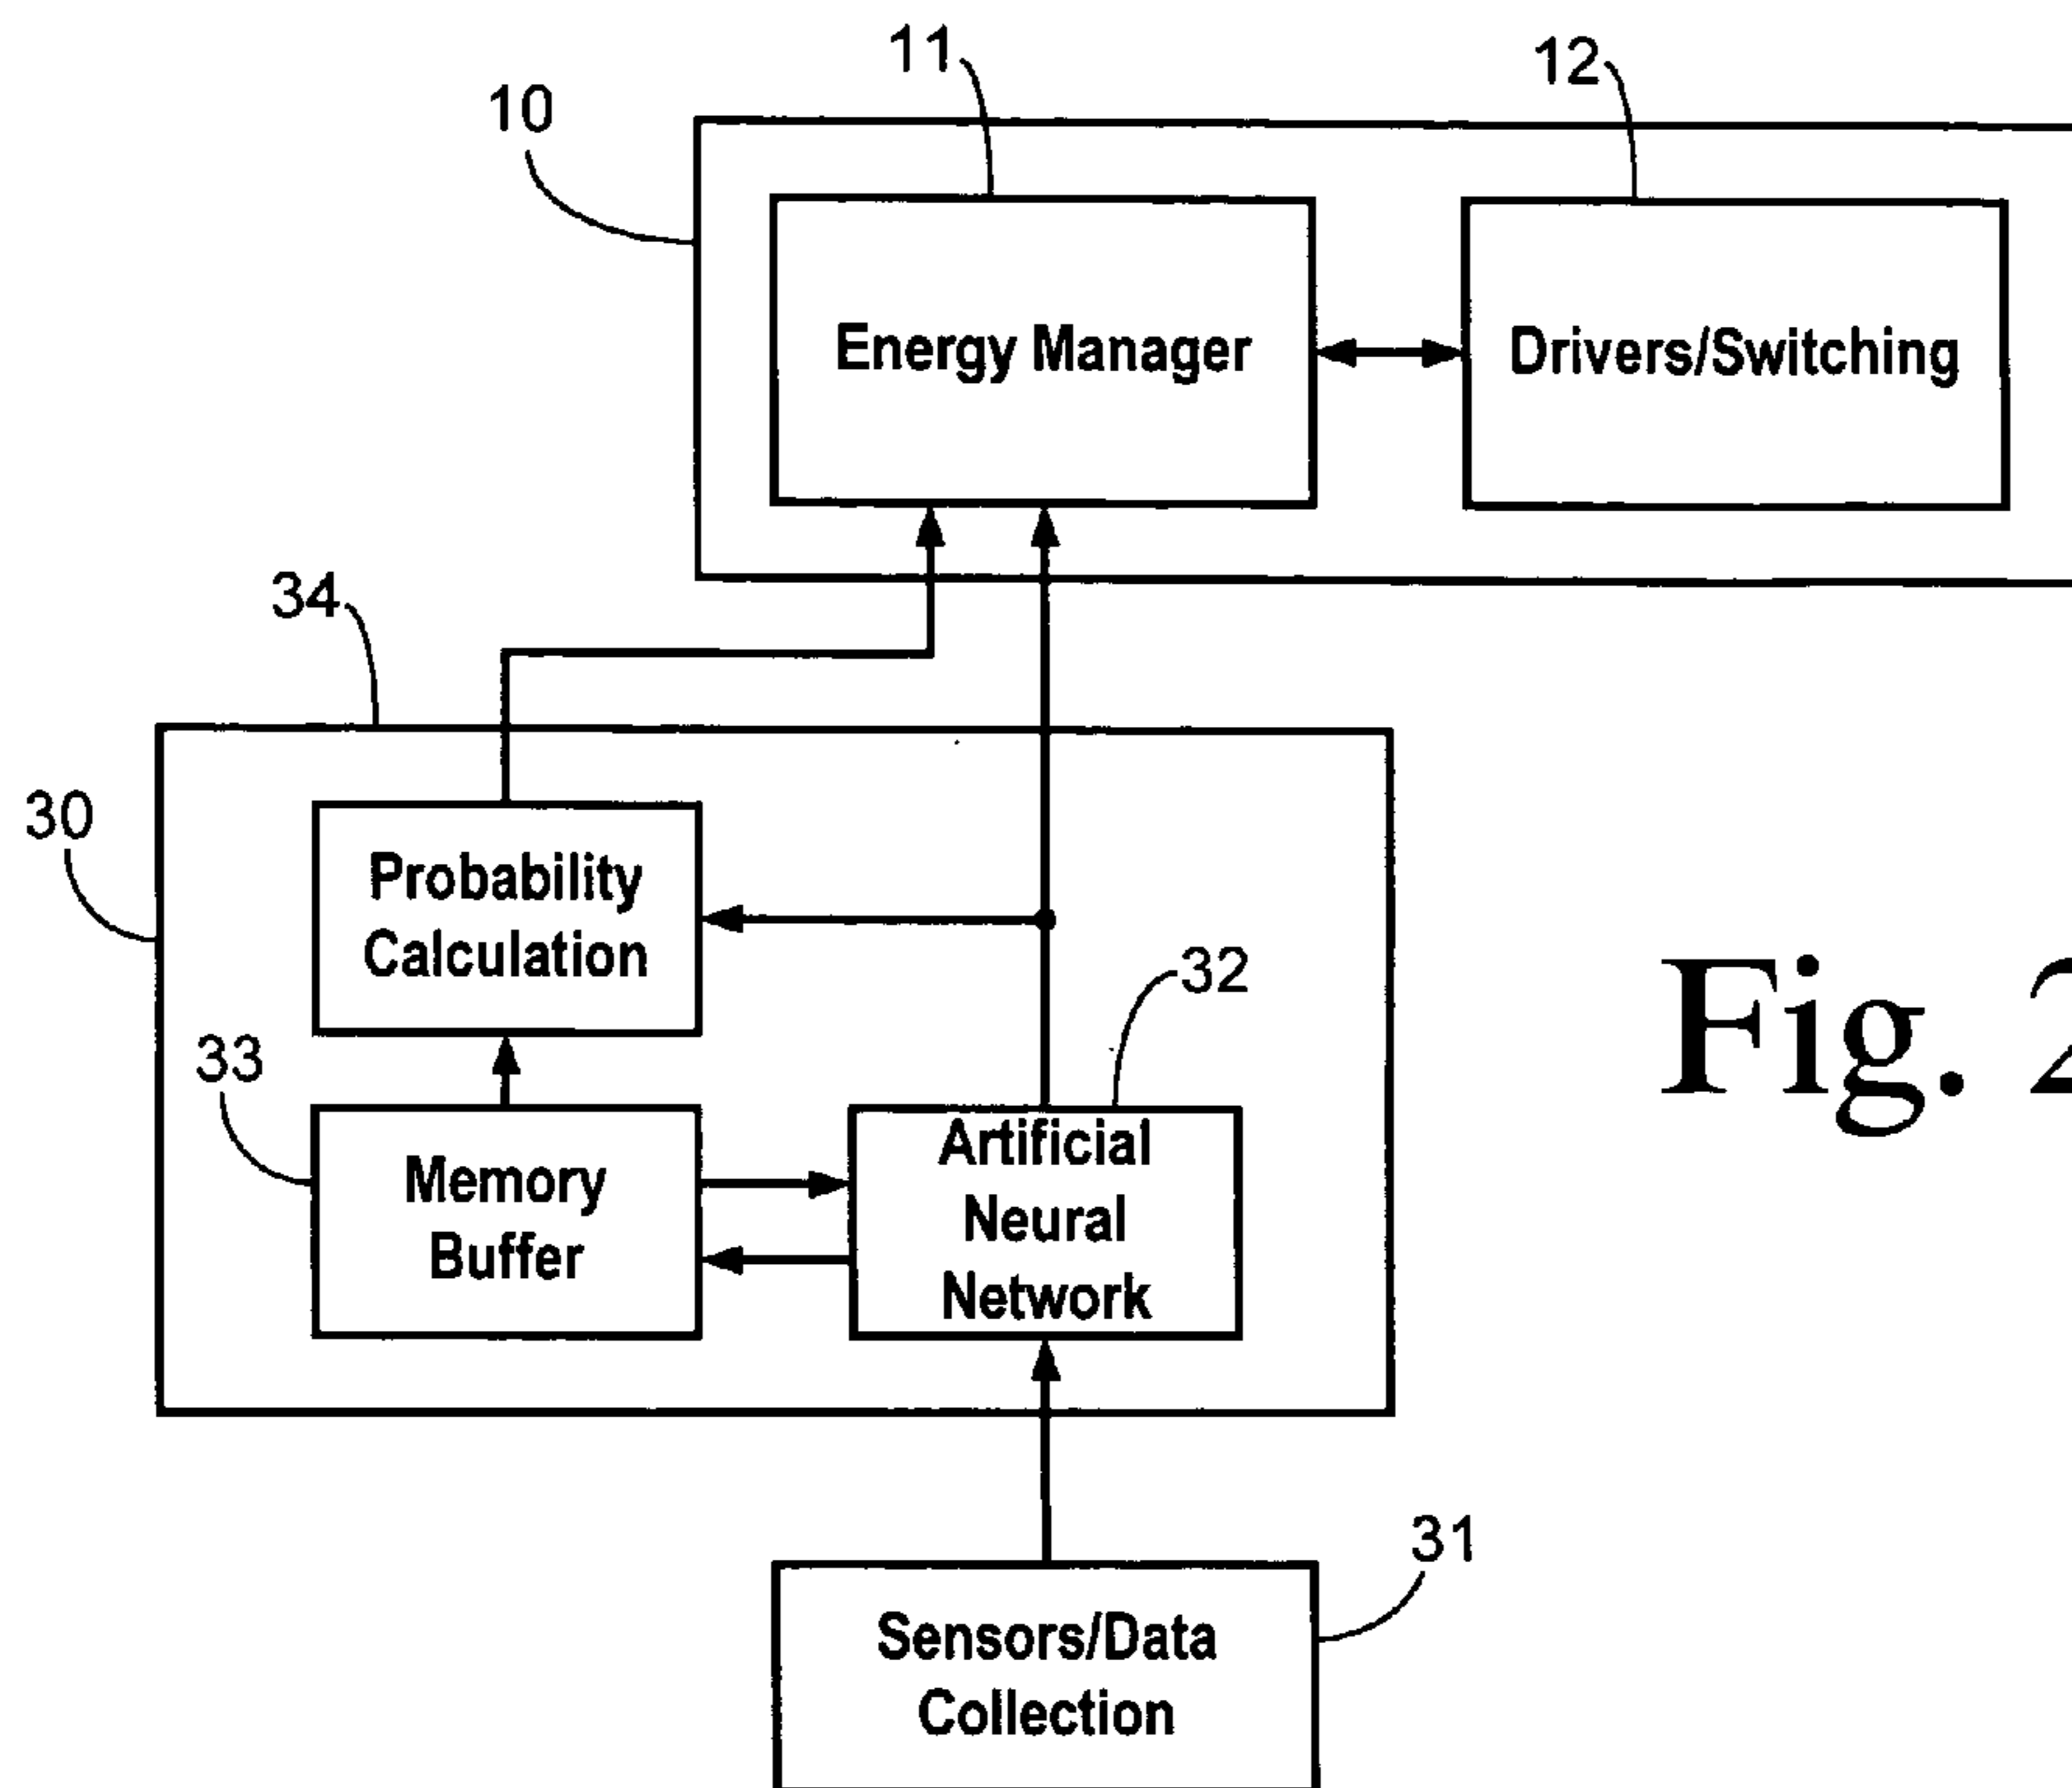 11
12
10
Energy Manager
Drivers/Switching
34
30
Probability
Calculation
32
Fig. 2
33
Memory
Buffer
Artificial
Neural
Network
31
Sensors/Data
Collection